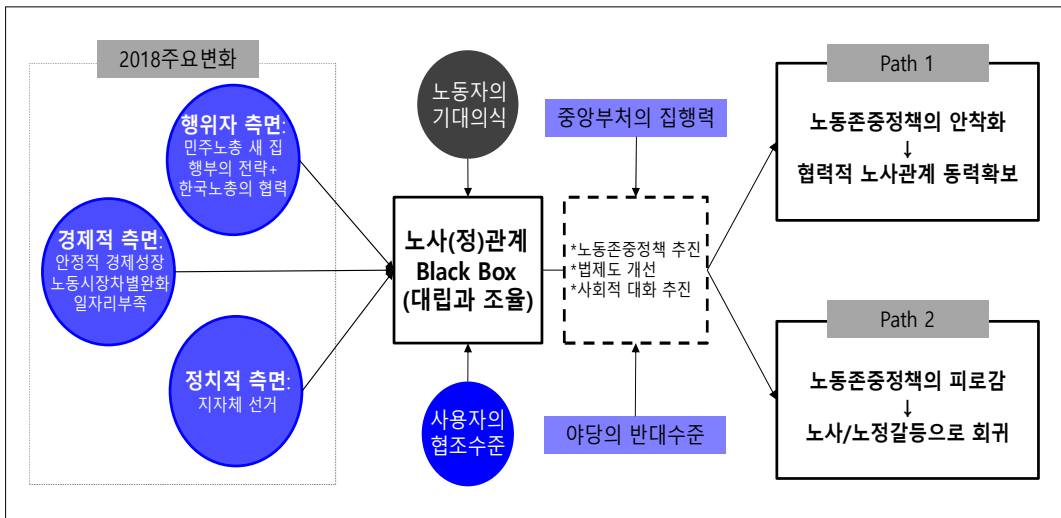 2018주요변화
행위자 측면:
민주노총 새 집
행부의 전략+
한국노총의 협력
경제적 측면:
안정적 경제성장
노동시장차별완화
일자리부족
정치적 측면:
지자체 선거
노동자의
기대의식
노사(정)관계
Black Box
(대립과 조율)
사용자의
협조수준
중앙부처의 집행력
*노동존중정책 추진
*법제도 개선
*사회적 대화 추진
야당의 반대수준
Path 1
노동존중정책의 안착화
↓
협력적 노사관계 동력확보
Path 2
노동존중정책의 피로감
↓
노사/노정갈등으로 회귀